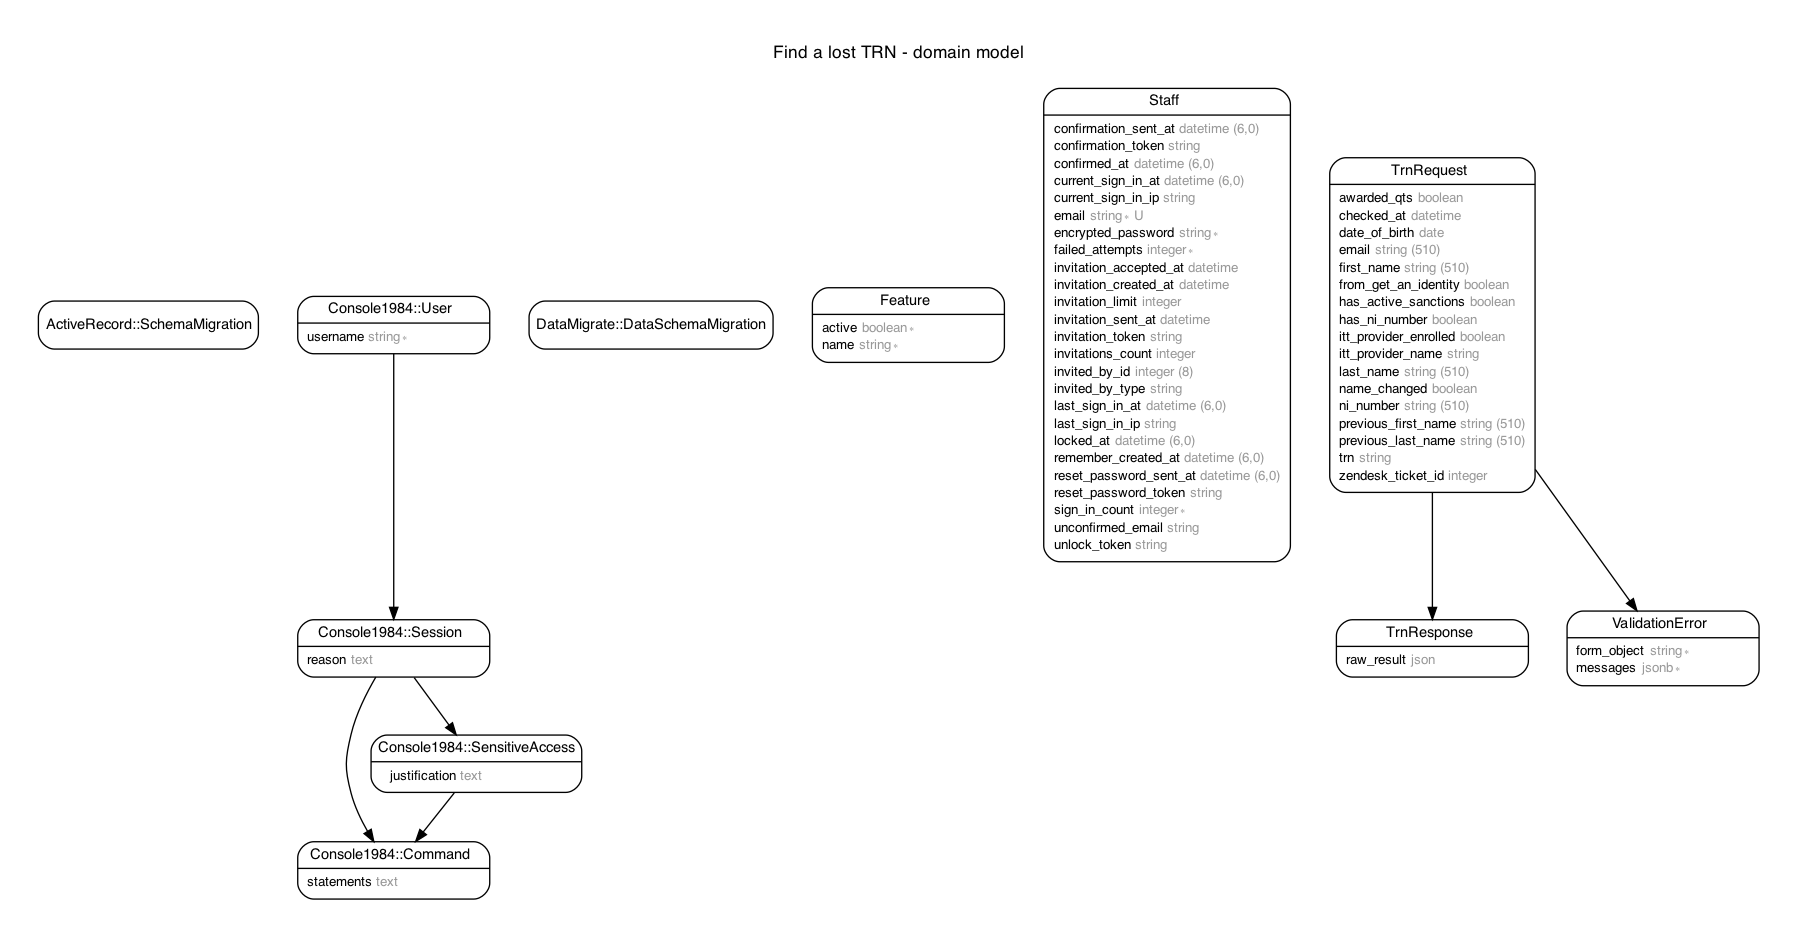 Find a lost TRN - domain model
ActiveRecord::SchemaMigration
Console1984::User
username string *
DataMigrate::DataSchemaMigration
Feature
active boolean *
name string *
Staff
confirmation_sent_at datetime (6,0)
confirmation_token string
confirmed_at datetime (6,0)
current_sign_in_at datetime (6,0)
current_sign_in_ip string
email string * U
encrypted_password string *
failed_attempts integer *
invitation_accepted_at datetime
invitation_created_at datetime
invitation_limit integer
invitation_sent_at datetime
invitation_token string
invitations_count integer
invited_by_id integer (8)
invited_by_type string
last_sign_in_at datetime (6,0)
last_sign_in_ip string
locked_at datetime (6,0)
remember_created_at datetime (6,0)
reset_password_sent_at datetime (6,0)
reset_password_token string
sign_in_count integer *
unconfirmed_email string
unlock_token string
TrnRequest
awarded_qts boolean
checked_at datetime
date_of_birth date
email string (510)
first_name string (510)
from_get_an_identity boolean
has_active_sanctions boolean
has_ni_number boolean
itt_provider_enrolled boolean
itt_provider_name string
last_name string (510)
name_changed boolean
ni_number string (510)
previous_first_name string (510)
previous_last_name string (510)
trn string
zendesk_ticket_id integer
Console1984::Session
reason text
Console1984::SensitiveAccess
justification text
Console1984::Command
statements text
TrnResponse
raw_result json
ValidationError
form_object string *
messages jsonb *